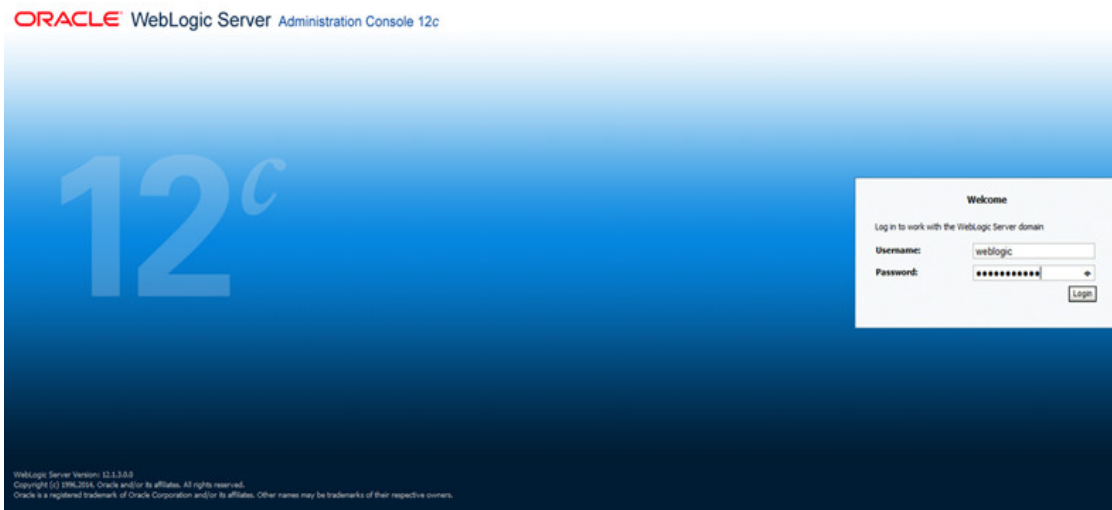 ORACLE WebLogic Server Administration Console 12c
12c
Welcome
Log in to work with the WebLogic Server domain
Username: weblogic
Password: •••••••••••
Login
WebLogic Server Version: 12.1.3.0.0
Copyright (c) 1996,2014, Oracle and/or its affiliates. All rights reserved.
Oracle is a registered trademark of Oracle Corporation and/or its affiliates. Other names may be trademarks of their respective owners.